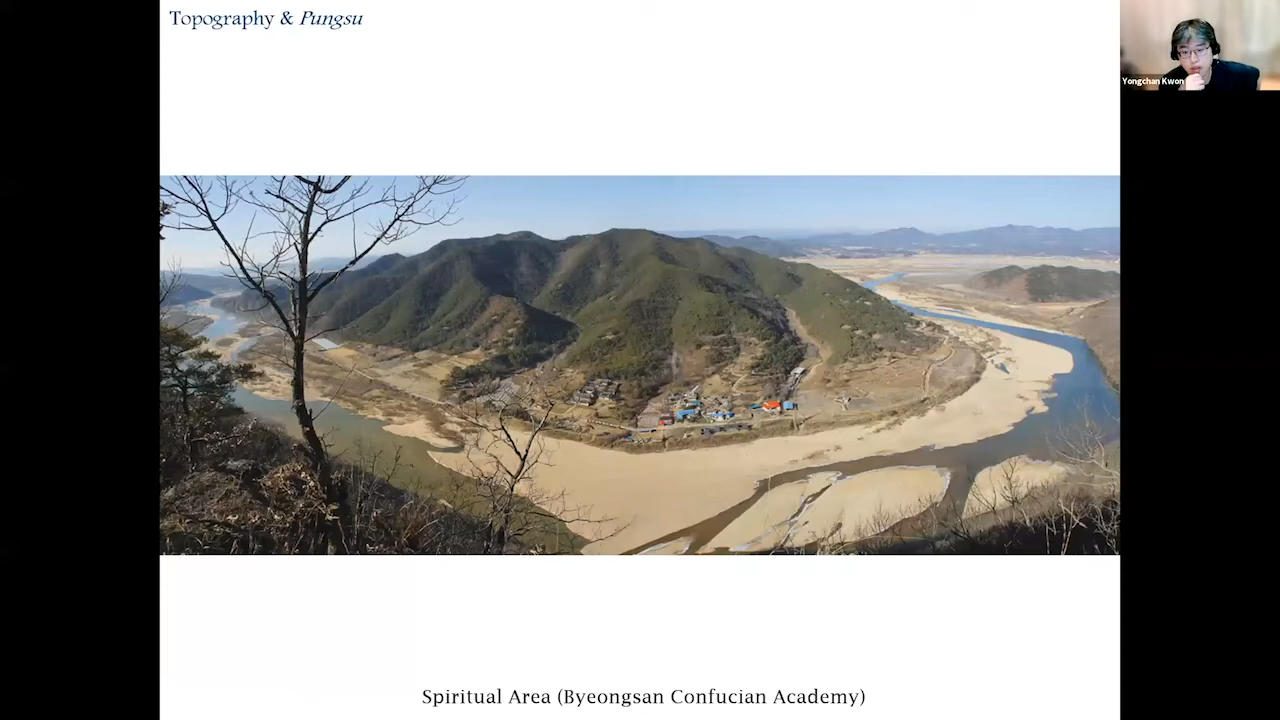 Topography & Pungsu
Yongchan Kwon
Spiritual Area (Byeongsan Confucian Academy)